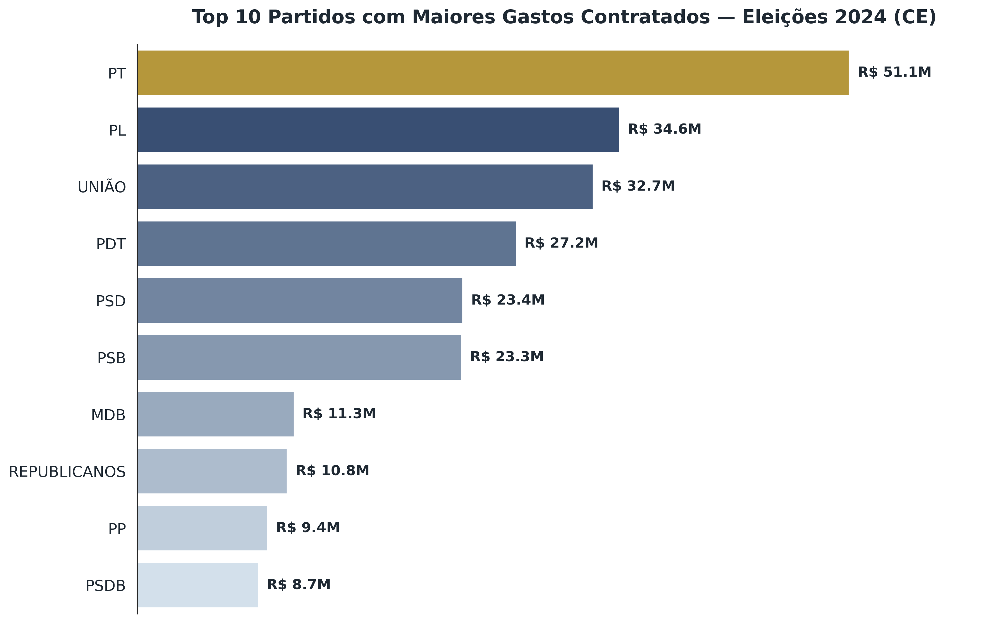 Top 10 Partidos com Maiores Gastos Contratados — Eleições 2024 (CE)
PT R$ 51.1M
PL R$ 34.6M
UNIÃO R$ 32.7M
PDT R$ 27.2M
PSD R$ 23.4M
PSB R$ 23.3M
MDB R$ 11.3M
REPUBLICANOS R$ 10.8M
PP R$ 9.4M
PSDB R$ 8.7M